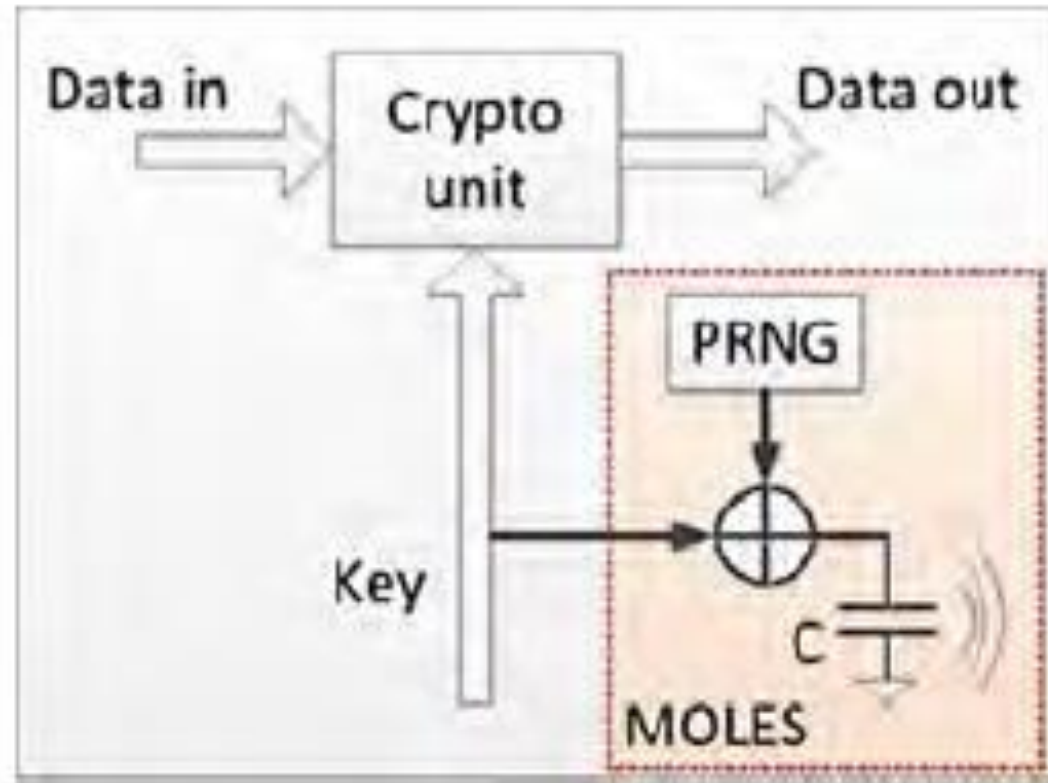 Data in
Crypto
unit
Data out
PRNG
Key
C
MOLES